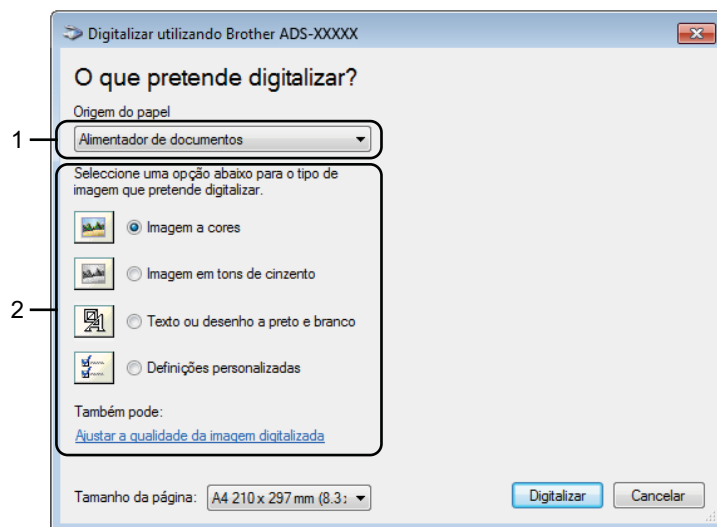 Digitalizar utilizando Brother ADS-XXXXX
O que pretende digitalizar?
Origem do papel
1
Alimentador de documentos
Seleccione uma opção abaixo para o tipo de
imagem que pretende digitalizar.
Imagem a cores
Imagem em tons de cinzento
2
Texto ou desenho a preto e branco
Definições personalizadas
Também pode:
Ajustar a qualidade da imagem digitalizada
Tamanho da página: A4 210 x 297 mm (8.3: Digitalizar Cancelar